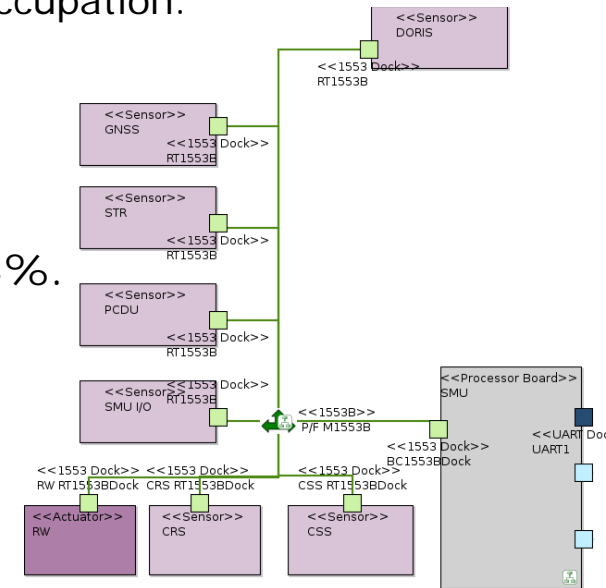 ccupation.
<<Sensor>>
DORIS
<<1553 Dock>>
RT1553B
<<Sensor>>
GNSS
<<1553 Dock>>
RT1553B
<<Sensor>>
STR
<<1553 Dock>>
RT1553B
%.
<<Sensor>>
PCDU
<<1553 Dock>>
RT1553B
<<Sensor>>
SMU I/O
<<1553 Dock>>
RT1553B
<<1553B>>
P/F M1553B
<<Processor Board>>
SMU
<<1553 Dock>>
BC1553BDock
<<UART Doc
UART1
<<1553 Dock>>
RW RT1553BDock
<<1553 Dock>>
CRS RT1553BDock
<<1553 Dock>>
CSS RT1553BDock
<<Actuator>>
RW
<<Sensor>>
CRS
<<Sensor>>
CSS